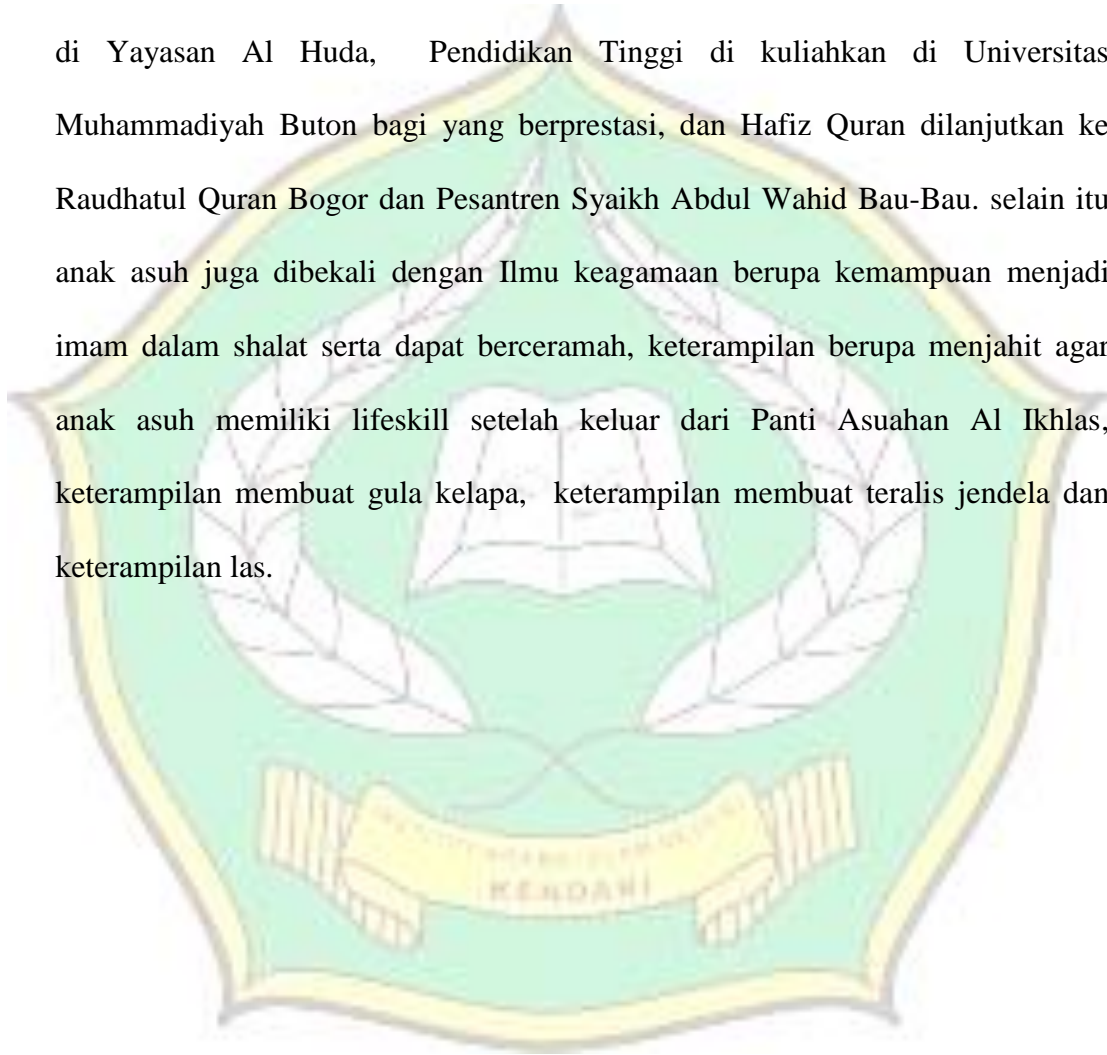 di Yayasan Al Huda, Pendidikan Tinggi di kuliahkan di Universitas
Muhammadiyah Buton bagi yang berprestasi, dan Hafiz Quran dilanjutkan ke
Raudhatul Quran Bogor dan Pesantren Syaikh Abdul Wahid Bau-Bau. selain itu
anak asuh juga dibekali dengan Ilmu keagamaan berupa kemampuan menjadi
imam dalam shalat serta dapat berceramah, keterampilan berupa menjahit agar
anak asuh memiliki lifeskill setelah keluar dari Panti Asuahan Al Ikhlas,
keterampilan membuat gula kelapa, keterampilan membuat teralis jendela dan
keterampilan las.
KENDARI